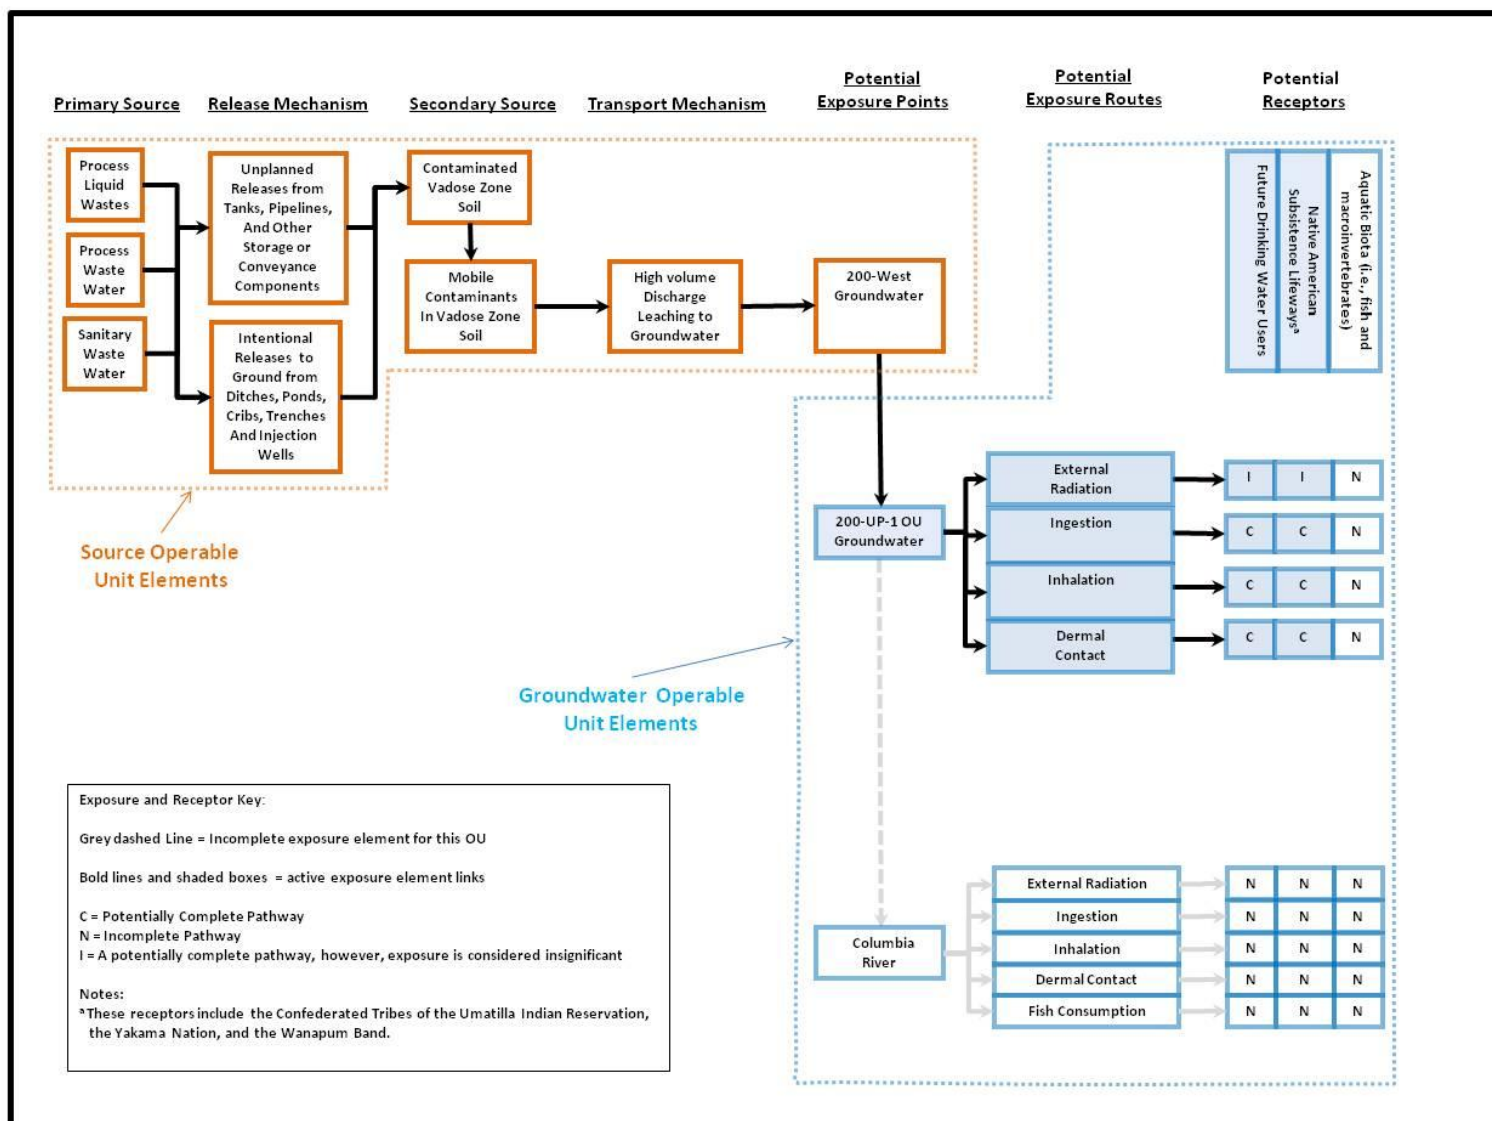 Primary Source
Release Mechanism
Secondary Source
Transport Mechanism
Potential
Exposure Points
Potential
Exposure Routes
Potential
Receptors
Process
Liquid
Wastes
Process
Waste
Water
Sanitary
Waste
Water
Unplanned
Releases from
Tanks, Pipelines,
And Other
Storage or
Conveyance
Components
Intentional
Releases to
Ground from
Ditches, Ponds,
Cribs, Trenches
And Injection
Wells
Contaminated
Vadose Zone
Soil
Mobile
Contaminants
In Vadose Zone
Soil
High volume
Discharge
Leaching to
Groundwater
200-West
Groundwater
Future Drinking Water Users
Native American
Subsistence Lifewaysª
Aquatic Biota (i.e., fish and
macroinvertebrates)
Source Operable
Unit Elements
200-UP-1 OU
Groundwater
External
Radiation
I I N
Ingestion
C C N
Inhalation
C C N
Dermal
Contact
C C N
Groundwater Operable
Unit Elements
Columbia
River
External Radiation N N N
Ingestion N N N
Inhalation N N N
Dermal Contact N N N
Fish Consumption N N N
Exposure and Receptor Key:
Grey dashed Line = Incomplete exposure element for this OU
Bold lines and shaded boxes = active exposure element links
C = Potentially Complete Pathway
N = Incomplete Pathway
I = A potentially complete pathway, however, exposure is considered insignificant
Notes:
ª These receptors include the Confederated Tribes of the Umatilla Indian Reservation,
the Yakama Nation, and the Wanapum Band.